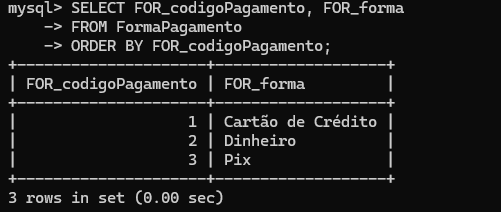 mysql> SELECT FOR_codigoPagamento, FOR_forma
    -> FROM FormaPagamento
    -> ORDER BY FOR_codigoPagamento;
+---------------------+-------------------+
| FOR_codigoPagamento | FOR_forma         |
+---------------------+-------------------+
|                   1 | Cartão de Crédito |
|                   2 | Dinheiro          |
|                   3 | Pix               |
+---------------------+-------------------+
3 rows in set (0.00 sec)